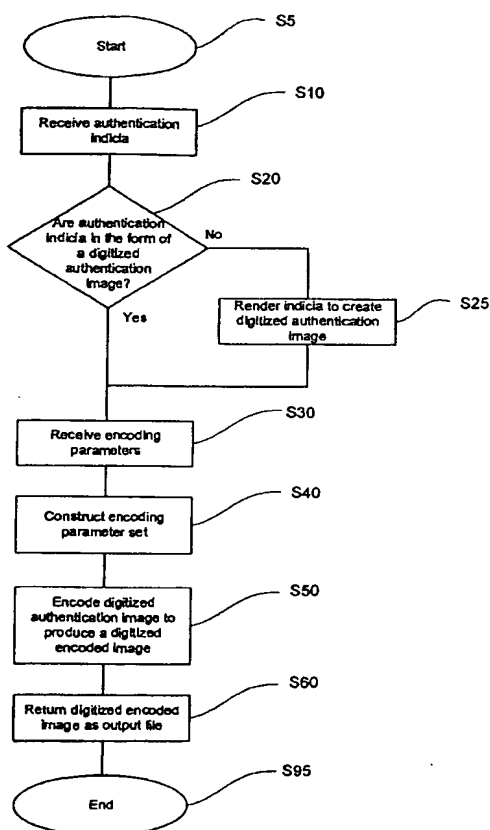 S5
Start
S10
Receive authentication
indicia
S20
Are authentication
indicia in the form of
a digitized
authentication
image?
No
Yes
S25
Render indicia to create
digitized authentication
image
S30
Receive encoding
parameters
S40
Construct encoding
parameter set
S50
Encode digitized
authentication image to
produce a digitized
encoded image
S60
Return digitized encoded
image as output file
S95
End